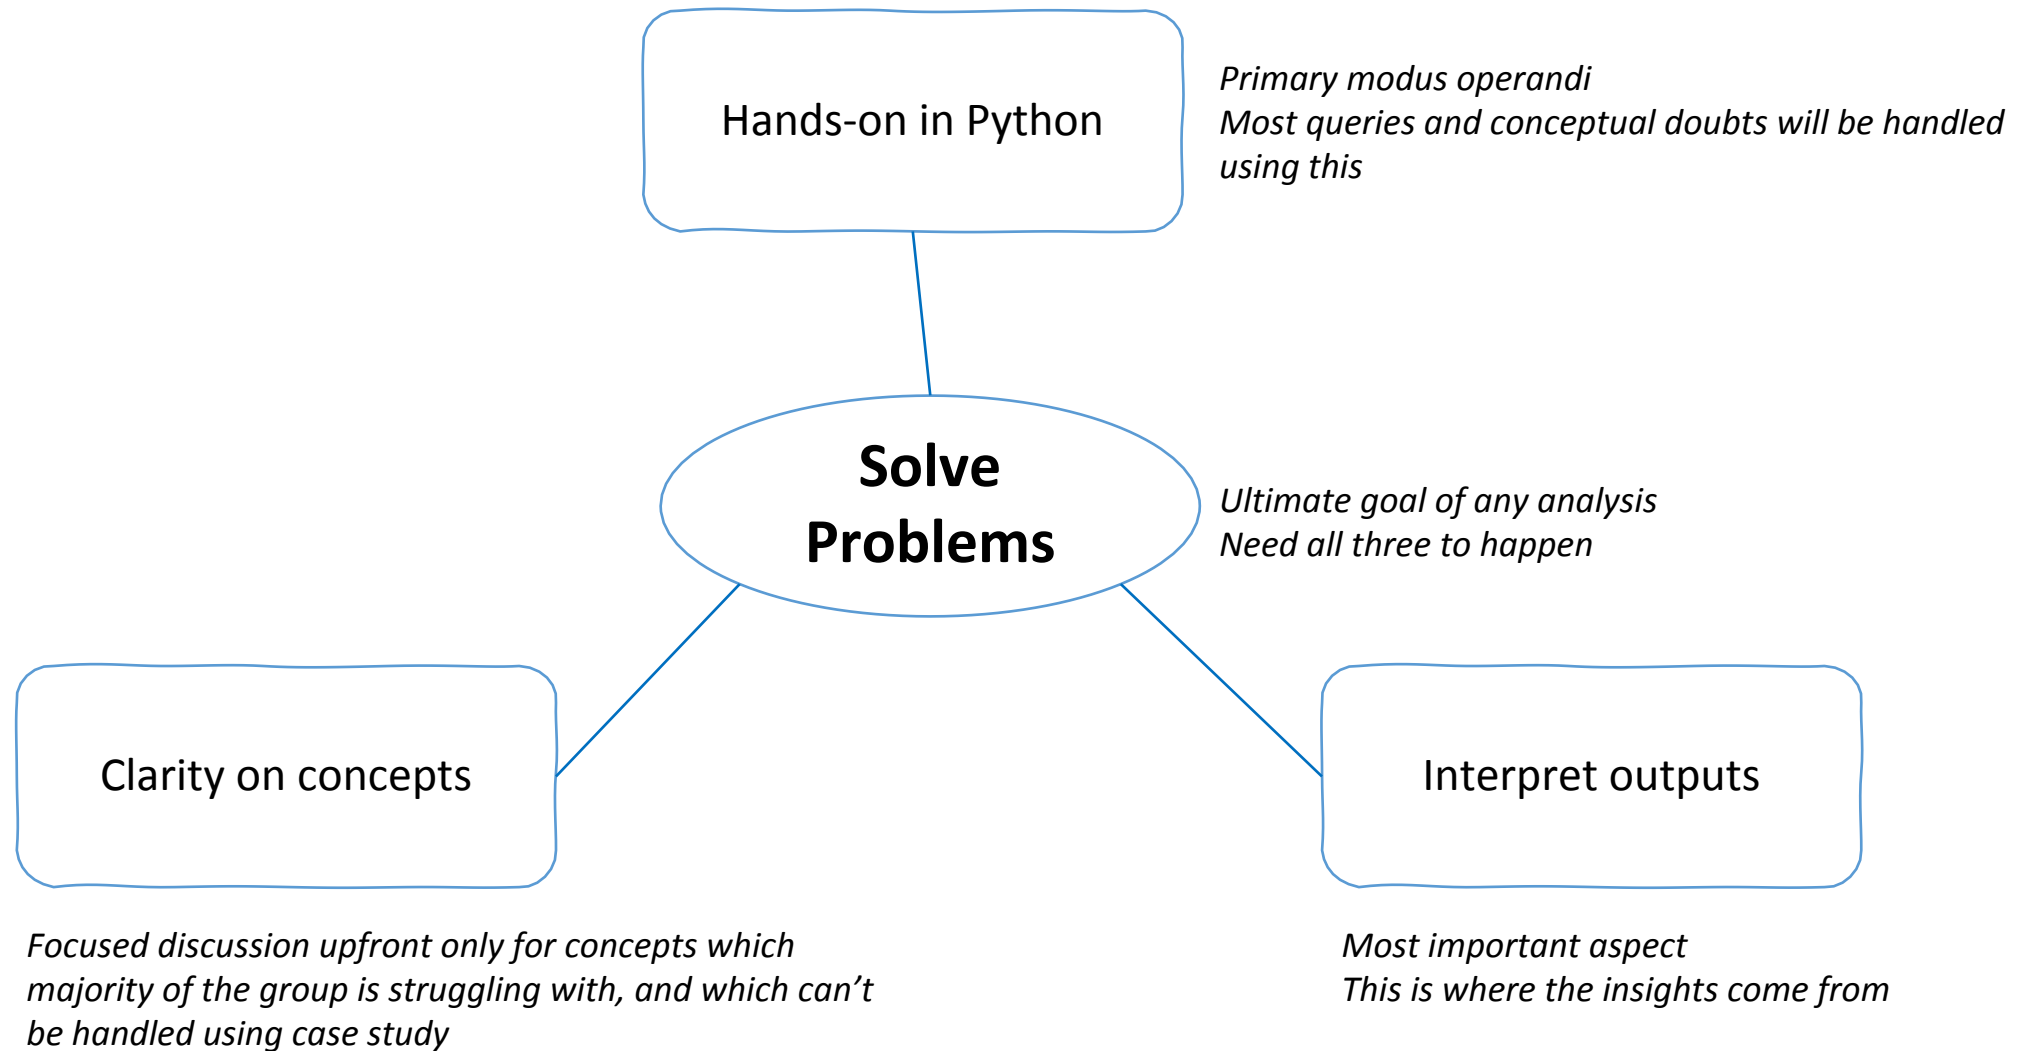 Hands-on in Python
Primary modus operandi
Most queries and conceptual doubts will be handled
using this
Solve
Problems
Ultimate goal of any analysis
Need all three to happen
Clarity on concepts
Interpret outputs
Focused discussion upfront only for concepts which
majority of the group is struggling with, and which can’t
be handled using case study
Most important aspect
This is where the insights come from